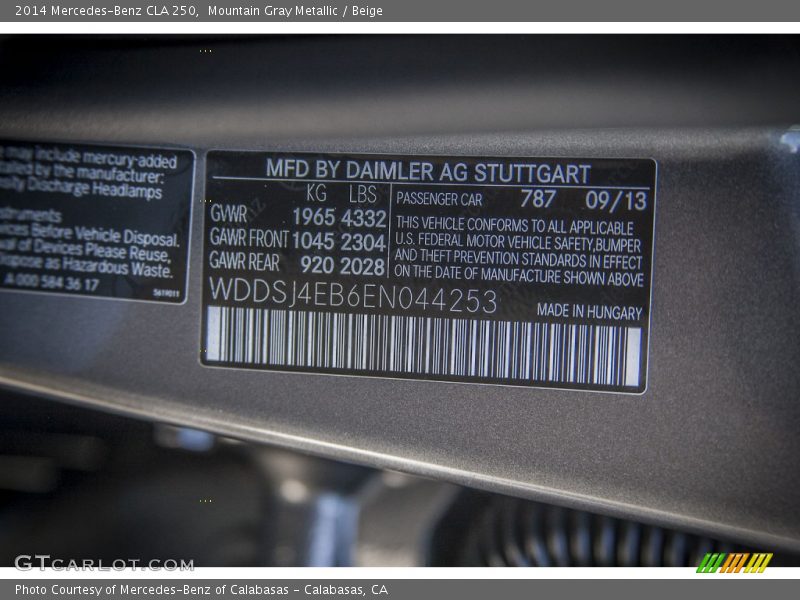 2014 Mercedes-Benz CLA 250, Mountain Gray Metallic / Beige
may include mercury-added
by the manufacturer:
Discharge Headlamps
Before Vehicle Disposal.
of Devices Please Reuse,
as Hazardous Waste.
A 000 584 36 17
5619011
MFD BY DAIMLER AG STUTTGART
KG LBS
GVWR 1965 4332
GAWR FRONT 1045 2304
GAWR REAR 920 2028
PASSENGER CAR 787 09/13
THIS VEHICLE CONFORMS TO ALL APPLICABLE
U.S. FEDERAL MOTOR VEHICLE SAFETY,BUMPER
AND THEFT PREVENTION STANDARDS IN EFFECT
ON THE DATE OF MANUFACTURE SHOWN ABOVE
WDDSJ4EB6EN044253
MADE IN HUNGARY
GTCARLOT.COM
Photo Courtesy of Mercedes-Benz of Calabasas - Calabasas, CA